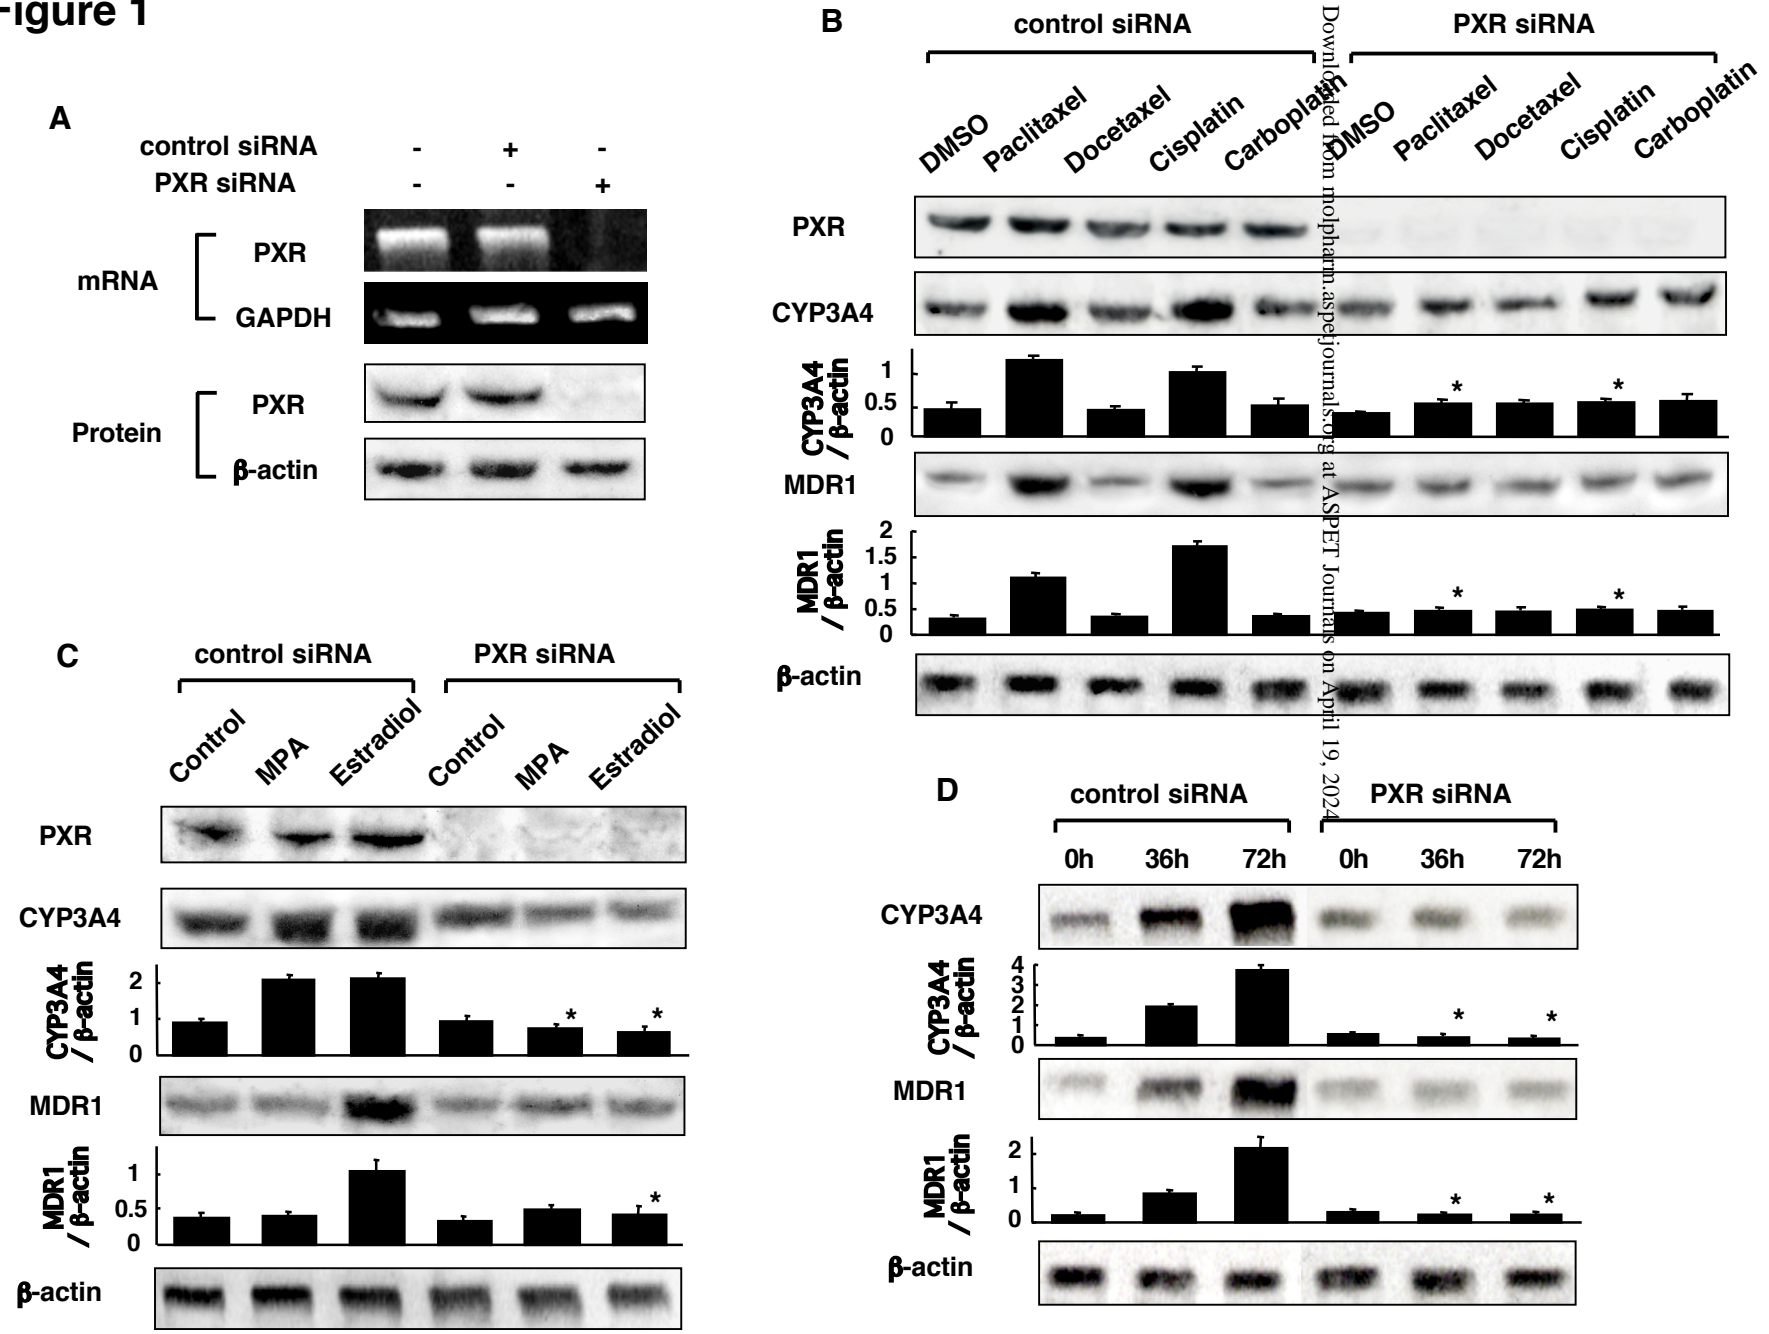 Figure 1
A
control siRNA - + -
PXR siRNA - - +
mRNA
PXR
GAPDH
Protein
PXR
β-actin
B
control siRNA PXR siRNA
DMSO Paclitaxel Docetaxel Cisplatin Carboplatin DMSO Paclitaxel Docetaxel Cisplatin Carboplatin
PXR
CYP3A4
CYP3A4
/ β-actin
1
0.5
0
* *
MDR1
MDR1
/ β-actin
2
1.5
1
0.5
0
* *
β-actin
C
control siRNA PXR siRNA
Control MPA Estradiol Control MPA Estradiol
PXR
CYP3A4
CYP3A4
/ β-actin
2
1
0
* *
MDR1
MDR1
/ β-actin
1
0.5
0
*
β-actin
D
control siRNA PXR siRNA
0h 36h 72h 0h 36h 72h
CYP3A4
CYP3A4
/ β-actin
4
3
2
1
0
* *
MDR1
MDR1
/ β-actin
2
1
0
* *
β-actin
Downloaded from molpharm.aspetjournals.org at ASPET Journals on April 19, 2024